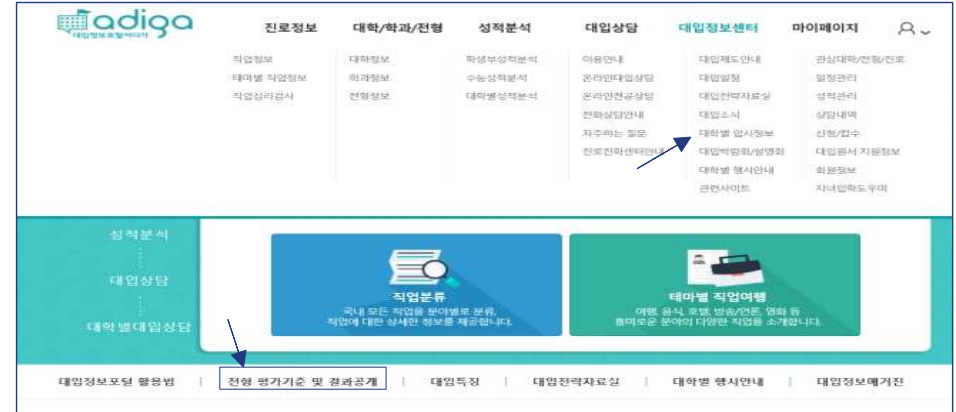 adiga
대입정보포털어디가
진로정보 대학/학과/전형 성적분석 대입상담 대입정보센터 마이페이지
직업정보 대학정보 학생부성적분석 이용안내 대입제도안내 관심대학/전형/진로
테마별 직업정보 학과정보 수능성적분석 온라인대입상담 대입일정 일정관리
직업심리검사 전형정보 대학별성적분석 온라인전공상담 대입전략자료실 성적관리
전화상담안내 대입소식 상담내역
자주하는 질문 대학별 입시정보 신청/접수
진로진학센터안내 대입박람회/설명회 대입원서 지원정보
대학별 행사안내 회원정보
관련사이트 자녀입학도우미
성적분석
대입상담
대학별대입상담
직업분류
국내 모든 직업을 분야별로 분류,
직업에 대한 상세한 정보를 제공합니다.
테마별 직업여행
여행, 음식, 호텔, 방송/언론, 영화 등
흥미로운 분야의 다양한 직업을 소개합니다.
대입정보포털 활용법 | 전형 평가기준 및 결과공개 | 대입특징 | 대입전략자료실 | 대학별 행사안내 | 대입정보매거진